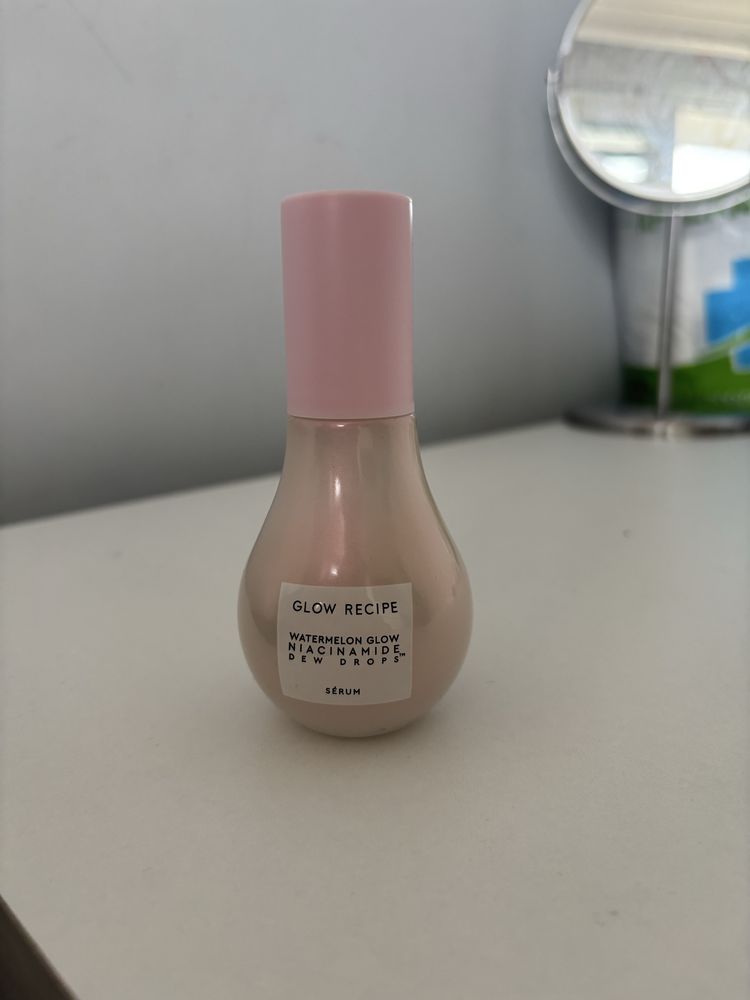 GLOW RECIPE
WATERMELON GLOW
NIACINAMIDE
DEW DROPS™
SÉRUM